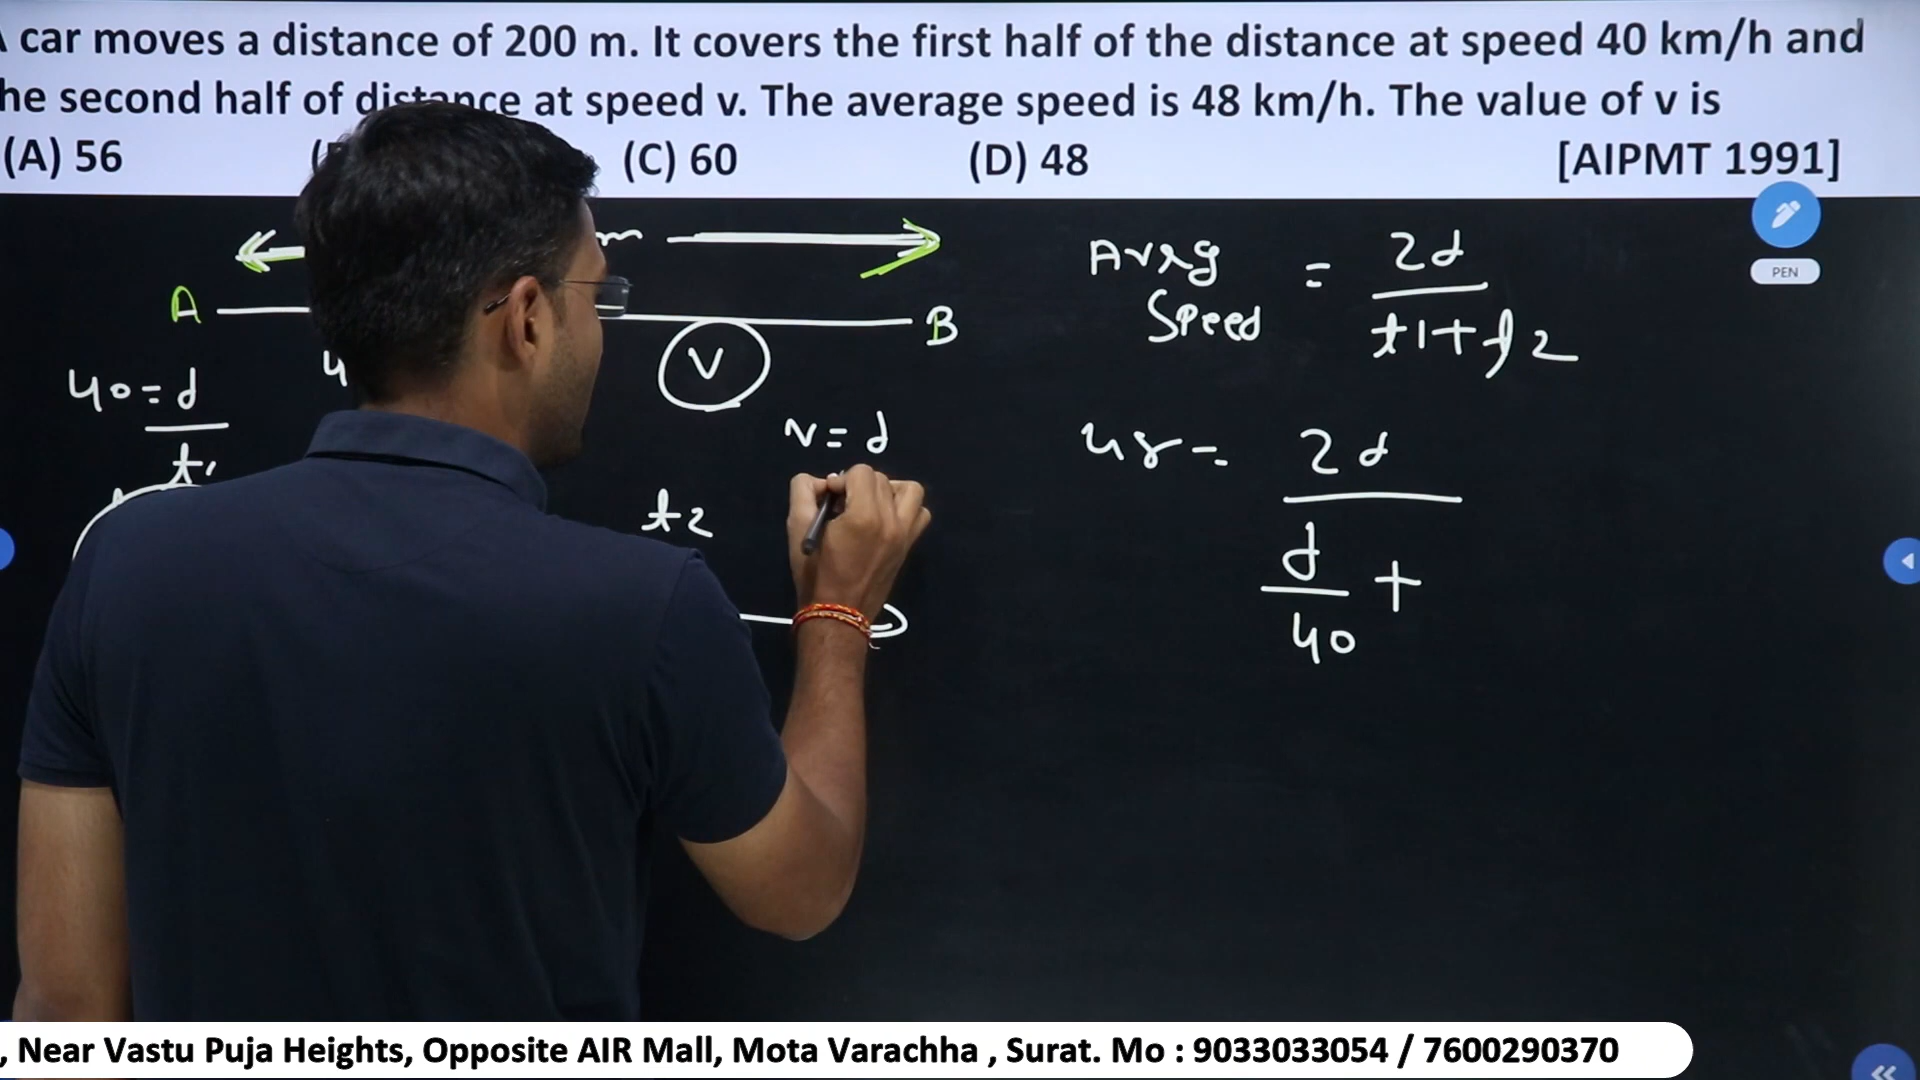 car moves a distance of 200 m. It covers the first half of the distance at speed 40 km/h and
he second half of distance at speed v. The average speed is 48 km/h. The value of v is
(A) 56 (C) 60 (D) 48 [AIPMT 1991]
PEN
m
A B
V
40 = d
t1
4
v = d
t2
Avrg Speed = 2d
t1 + t2
48 = 2d
d +
40
, Near Vastu Puja Heights, Opposite AIR Mall, Mota Varachha , Surat. Mo : 9033033054 / 7600290370